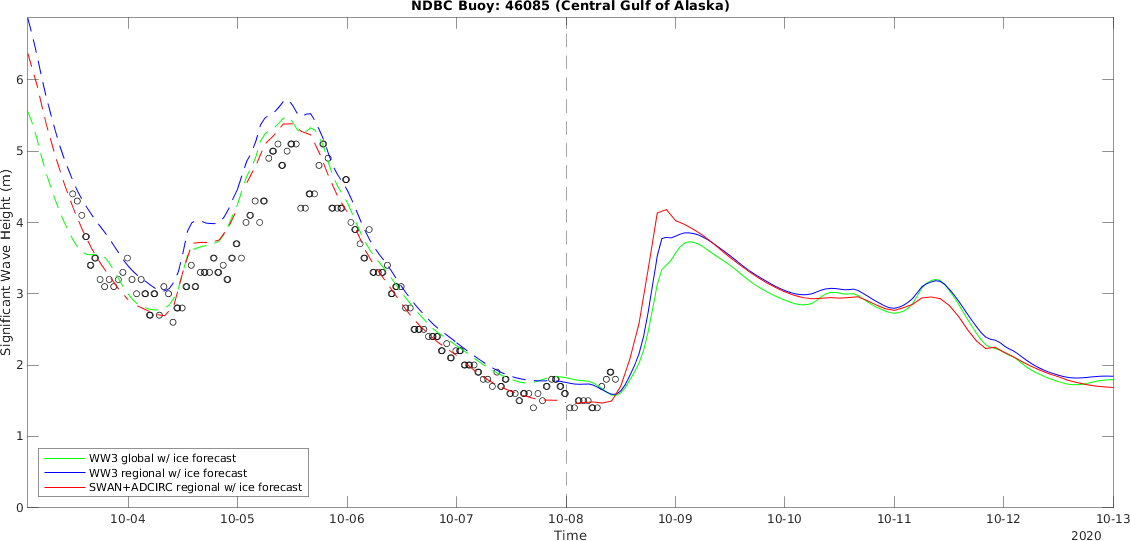 NDBC Buoy: 46085 (Central Gulf of Alaska)
Significant Wave Height (m)
6
5
4
3
2
1
0
WW3 global w/ ice forecast
WW3 regional w/ ice forecast
SWAN+ADCIRC regional w/ ice forecast
10-04 10-05 10-06 10-07 10-08 10-09 10-10 10-11 10-12 10-13
Time
2020